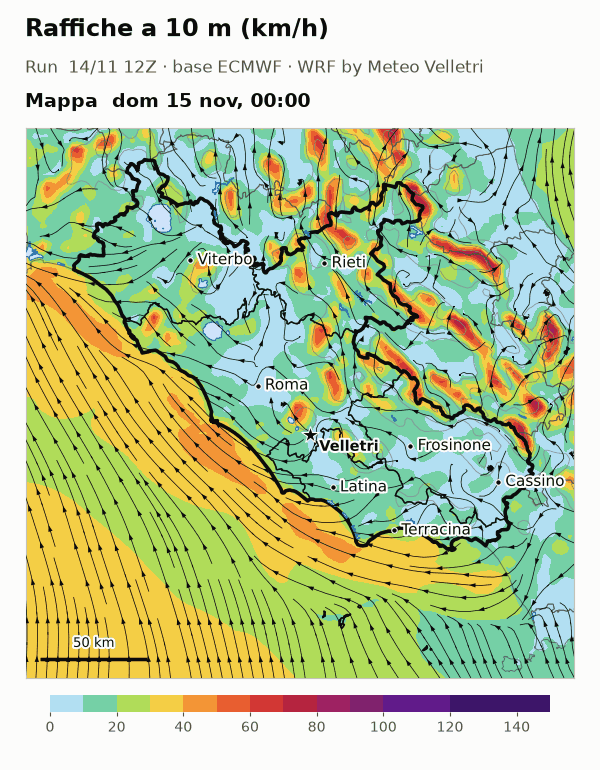 Raffiche a 10 m (km/h)
Run 14/11 12Z · base ECMWF · WRF by Meteo Velletri
Mappa dom 15 nov, 00:00
Viterbo
Rieti
Roma
Velletri
Frosinone
Cassino
Latina
Terracina
50 km
0 20 40 60 80 100 120 140